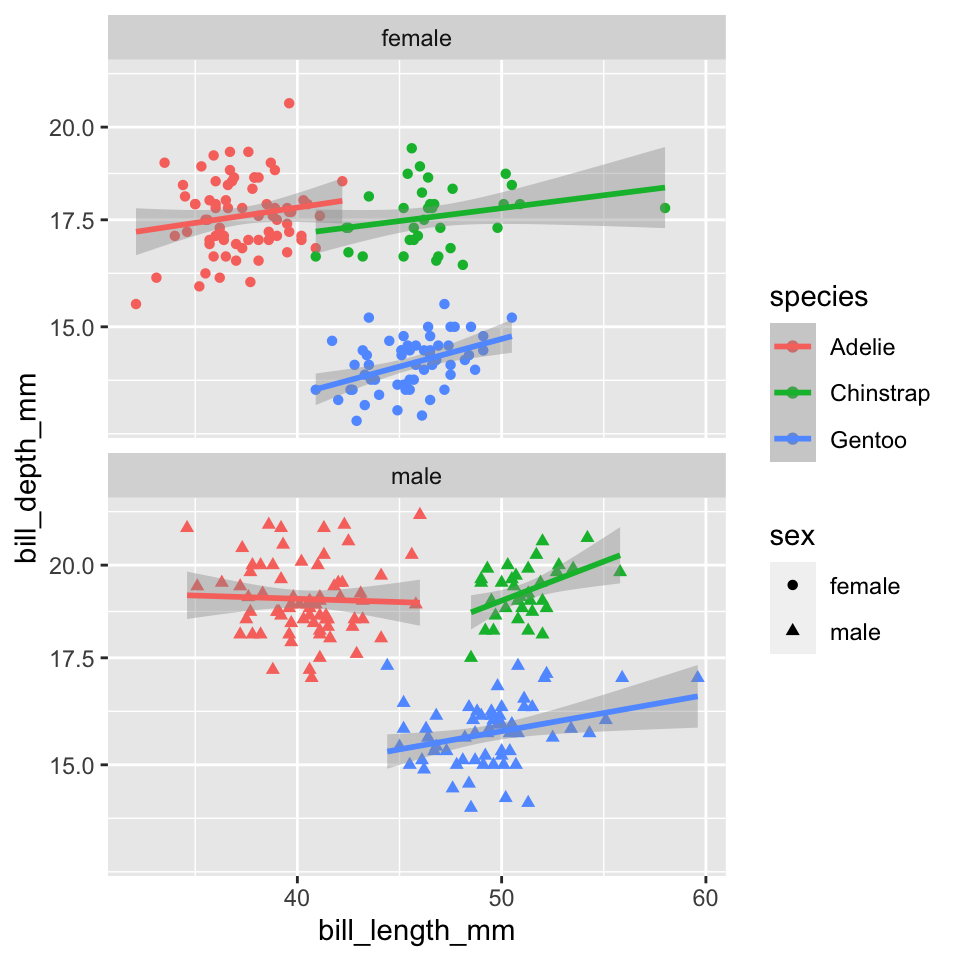 female
20.0
17.5
15.0
bill_depth_mm
male
20.0
17.5
15.0
40
50
60
bill_length_mm
species
Adelie
Chinstrap
Gentoo
sex
female
male